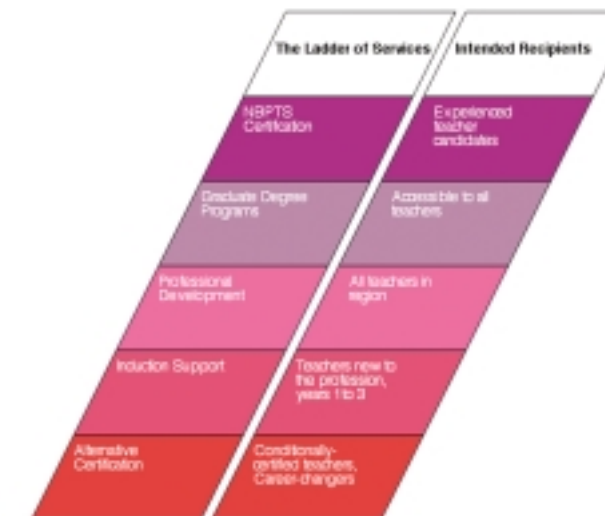 The Ladder of Services
Intended Recipients
NBPTS
Certification
Experienced
teacher
candidates
Graduate Degree
Programs
Accessible to all
teachers
Professional
Development
All teachers in
region
Induction Support
Teachers new to
the profession,
years 1 to 3
Alternative
Certification
Conditionally-
certified teachers,
Career-changers